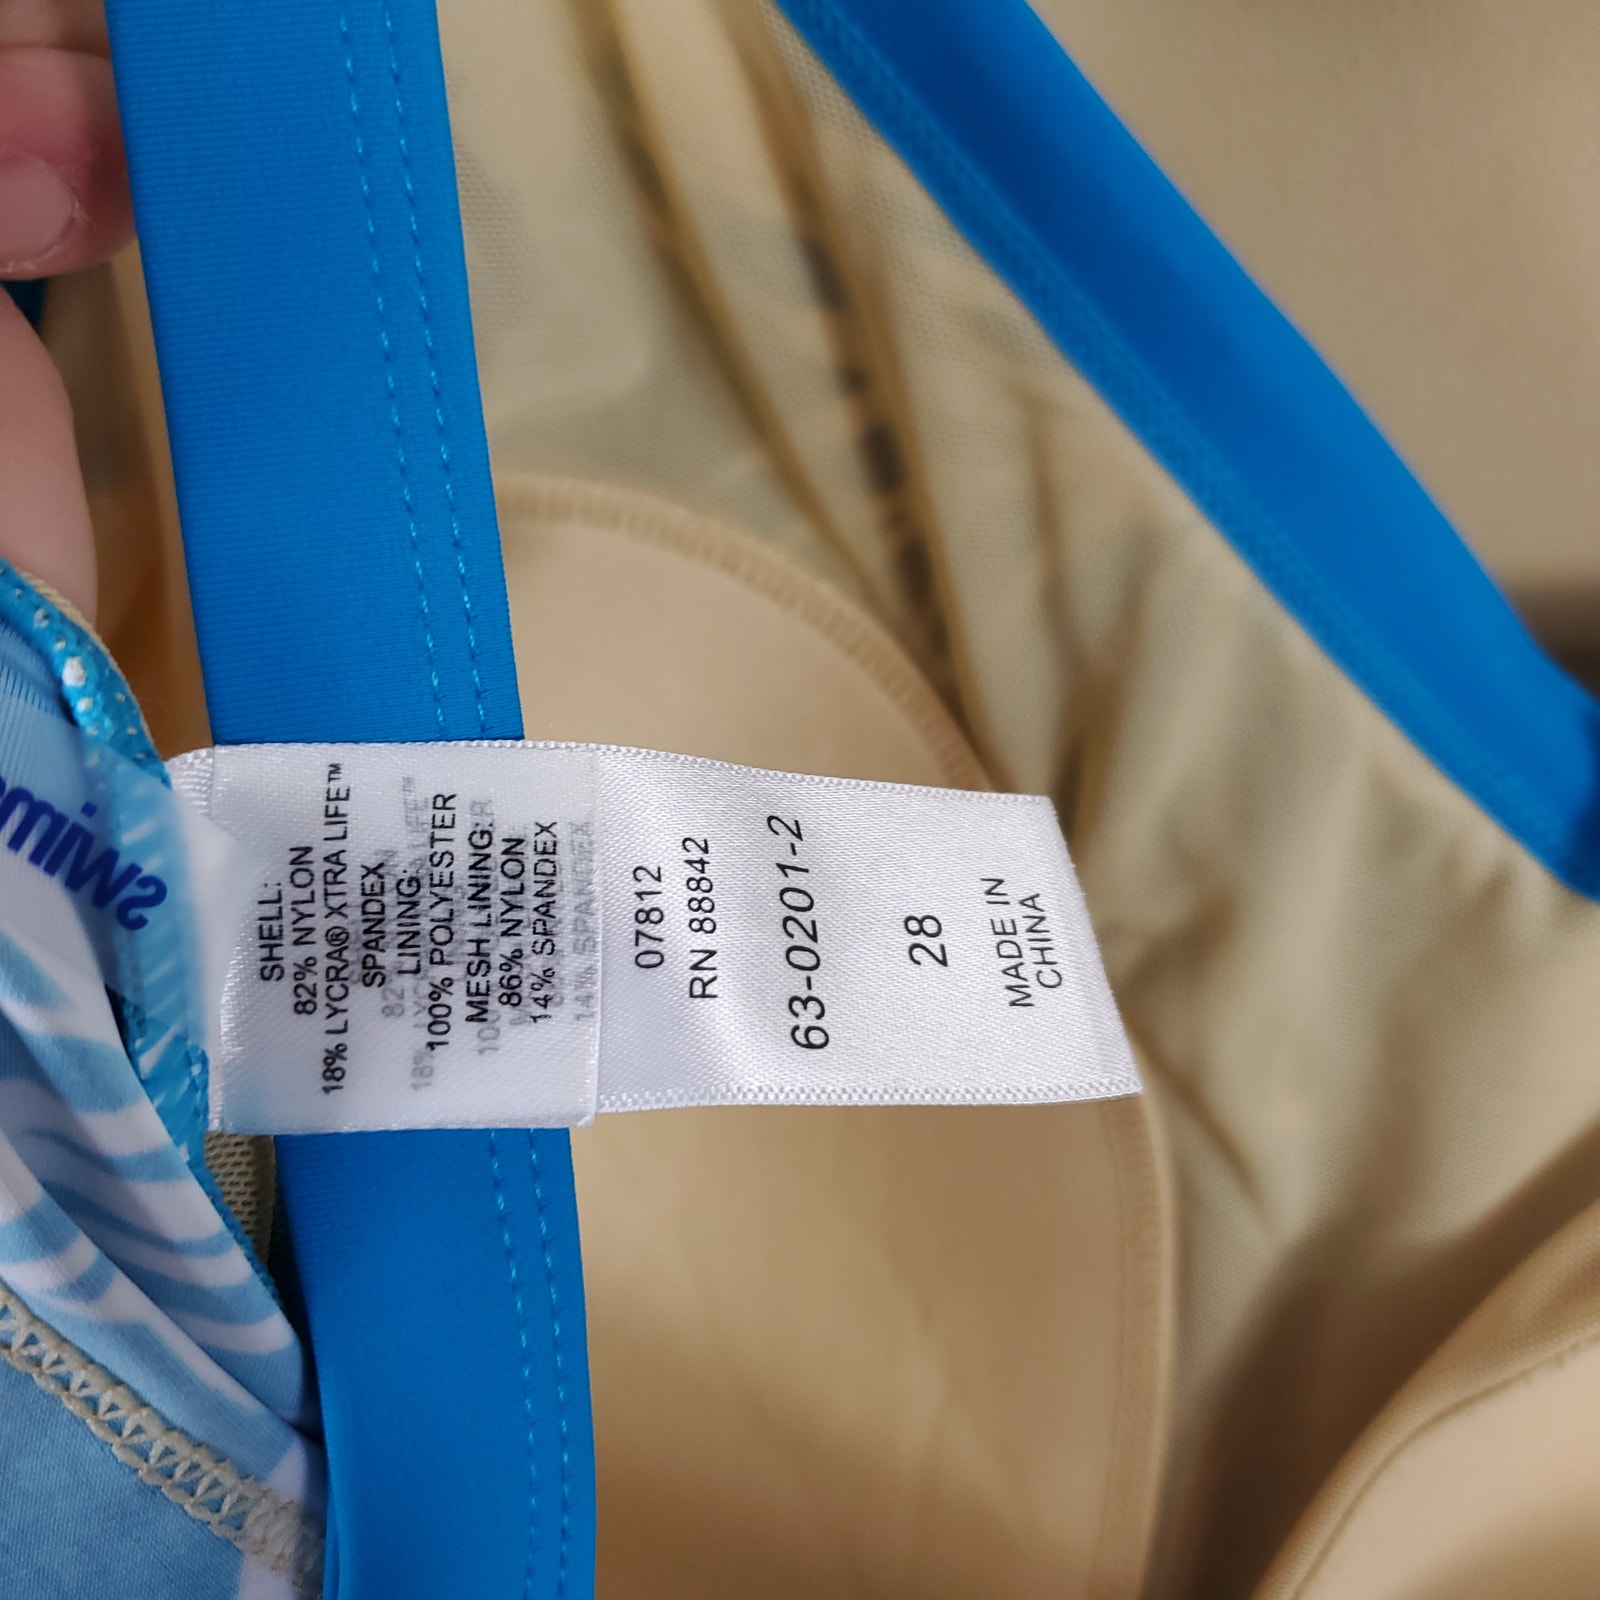 SHELL:
82% NYLON
18% LYCRA® XTRA LIFE™
SPANDEX
LINING:
100% POLYESTER
MESH LINING:
86% NYLON
14% SPANDEX
07812
RN 88842
63-0201-2
28
MADE IN
CHINA